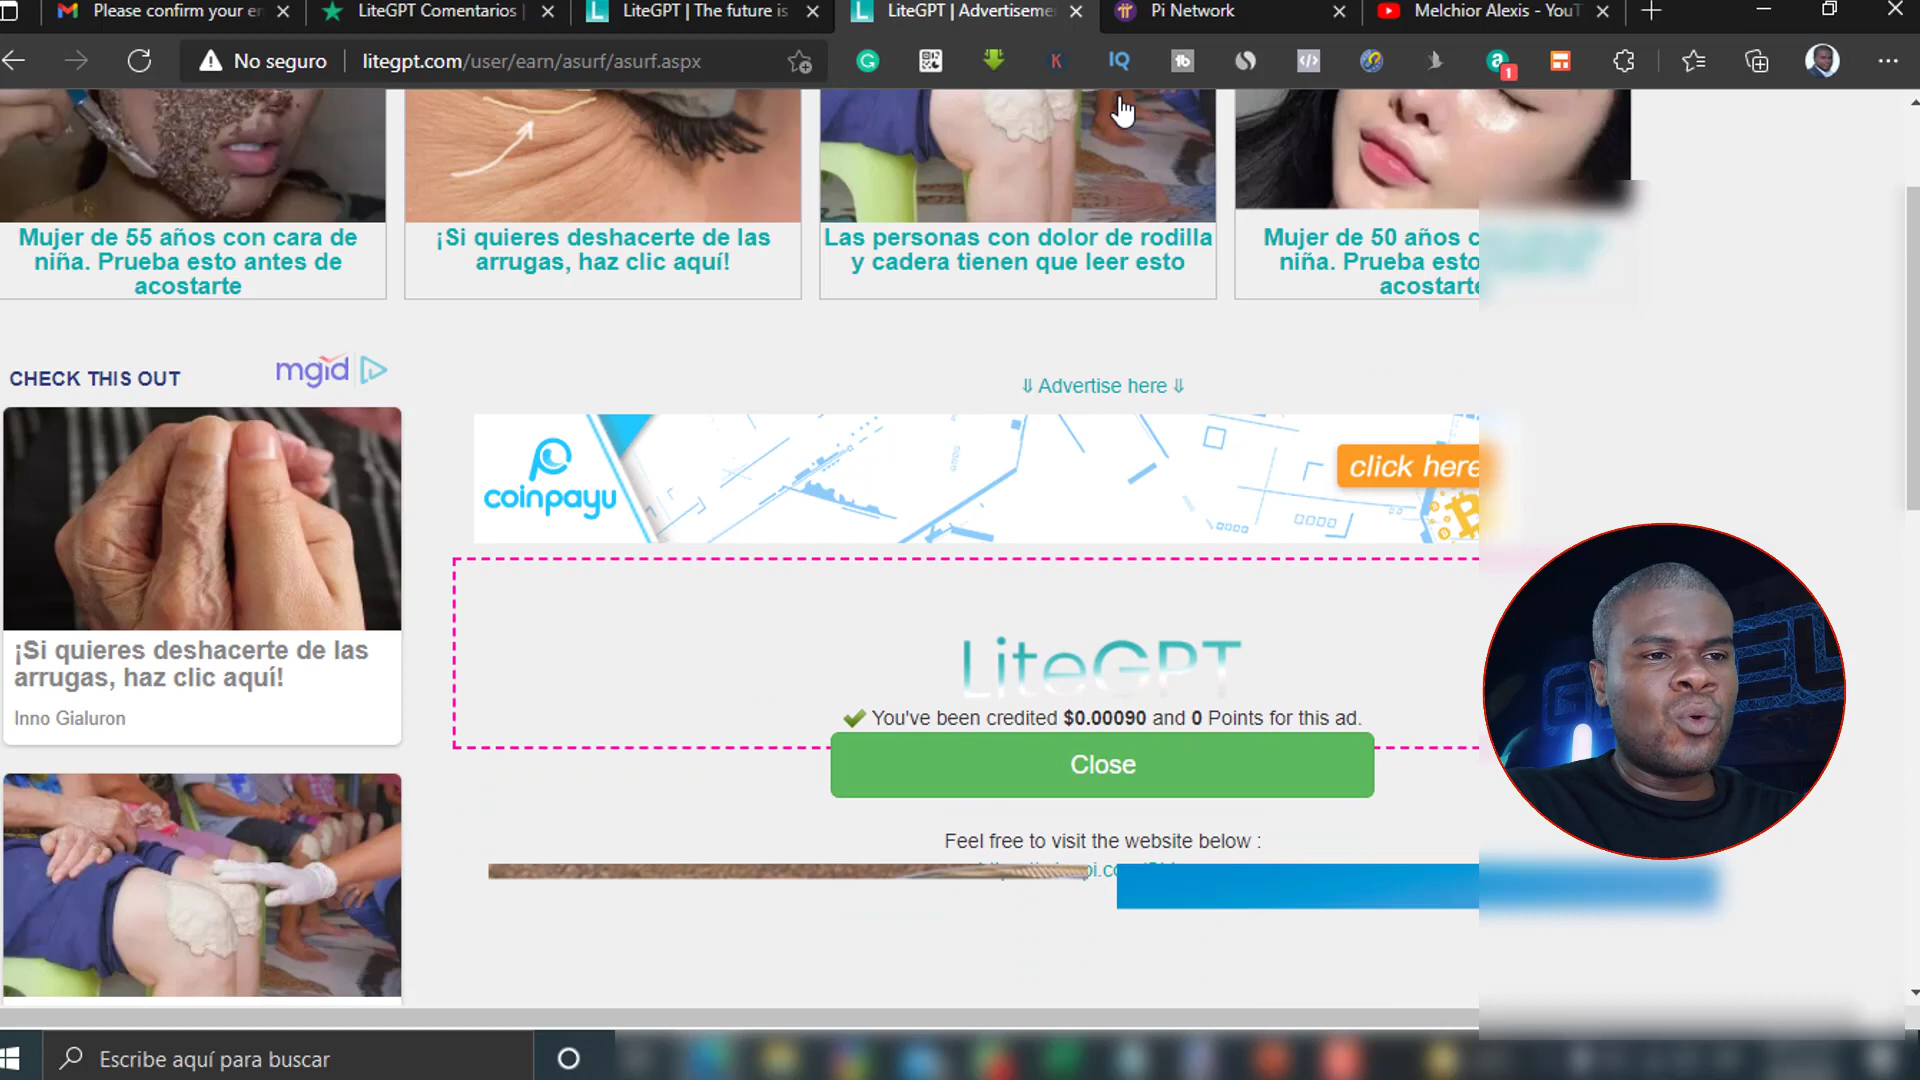 Please confirm your e
LiteGPT Comentarios
LiteGPT | The future is
LiteGPT | Advertiseme
Pi Network
Melchior Alexis - YouT
No seguro
litegpt.com/user/earn/asurf/asurf.aspx
K
IQ
tb
a
1
Mujer de 55 años con cara de
niña. Prueba esto antes de
acostarte
¡Si quieres deshacerte de las
arrugas, haz clic aquí!
Las personas con dolor de rodilla
y cadera tienen que leer esto
Mujer de 50 años c
niña. Prueba esto
acostarte
CHECK THIS OUT
mgid
⇓ Advertise here ⇓
coinpayu
click here
¡Si quieres deshacerte de las
arrugas, haz clic aquí!
Inno Gialuron
LiteGPT
You've been credited $0.00090 and 0 Points for this ad.
Close
Feel free to visit the website below :
Escribe aquí para buscar